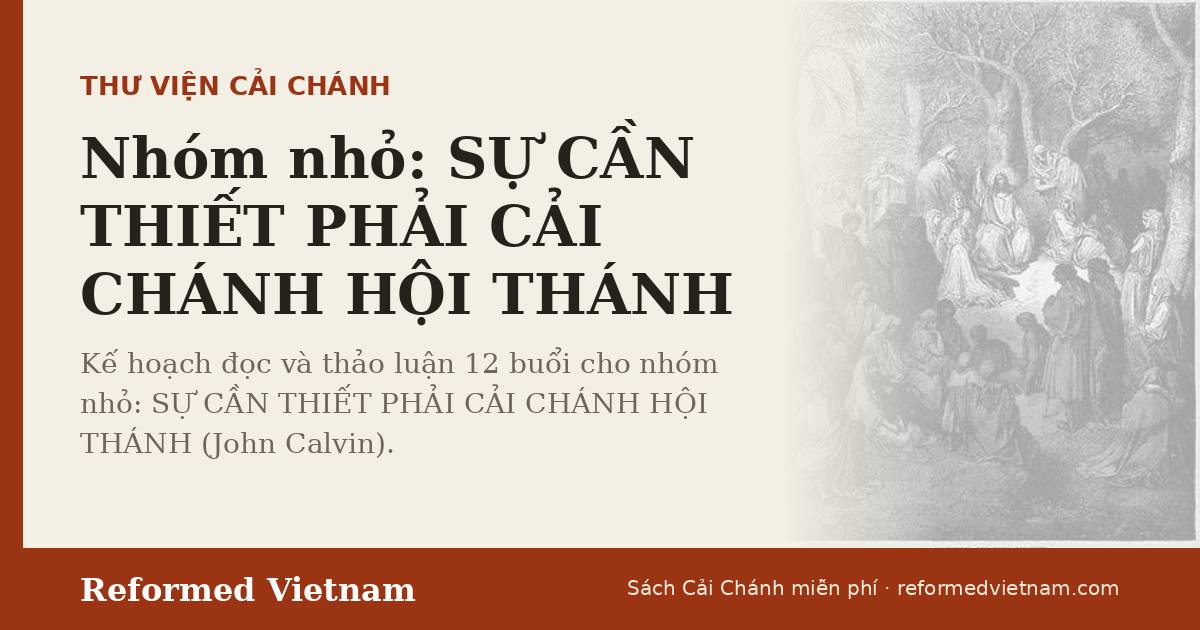 THƯ VIỆN CẢI CHÁNH
Nhóm nhỏ: SỰ CẦN
THIẾT PHẢI CẢI
CHÁNH HỘI THÁNH
Kế hoạch đọc và thảo luận 12 buổi cho nhóm
nhỏ: SỰ CẦN THIẾT PHẢI CẢI CHÁNH HỘI
THÁNH (John Calvin).
Reformed Vietnam
Sách Cải Chánh miễn phí · reformedvietnam.com